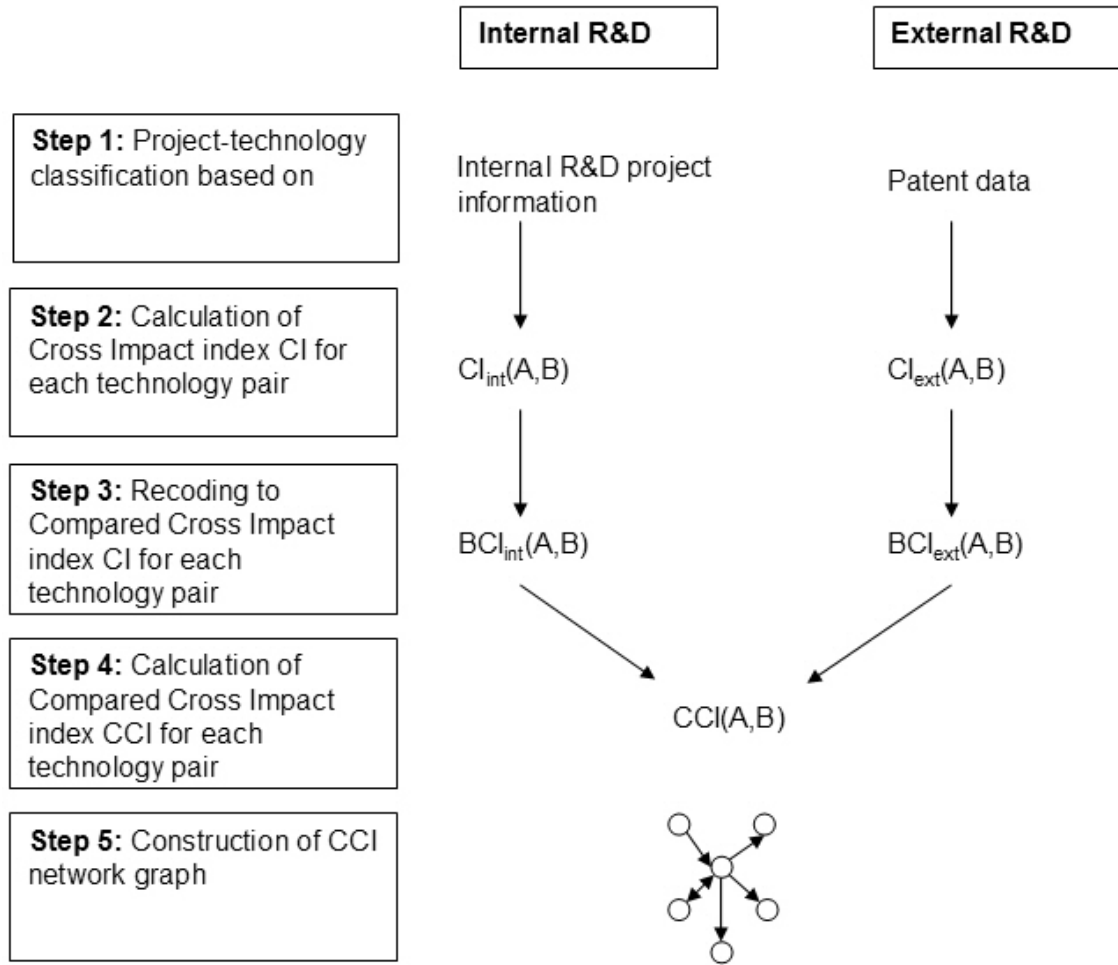 Internal R&D
External R&D
Step 1: Project-technology
classification based on
Internal R&D project
information
Patent data
Step 2: Calculation of
Cross Impact index CI for
each technology pair
CIint(A,B)
CIext(A,B)
Step 3: Recoding to
Compared Cross Impact
index CI for each
technology pair
BCIint(A,B)
BCIext(A,B)
Step 4: Calculation of
Compared Cross Impact
index CCI for each
technology pair
CCI(A,B)
Step 5: Construction of CCI
network graph